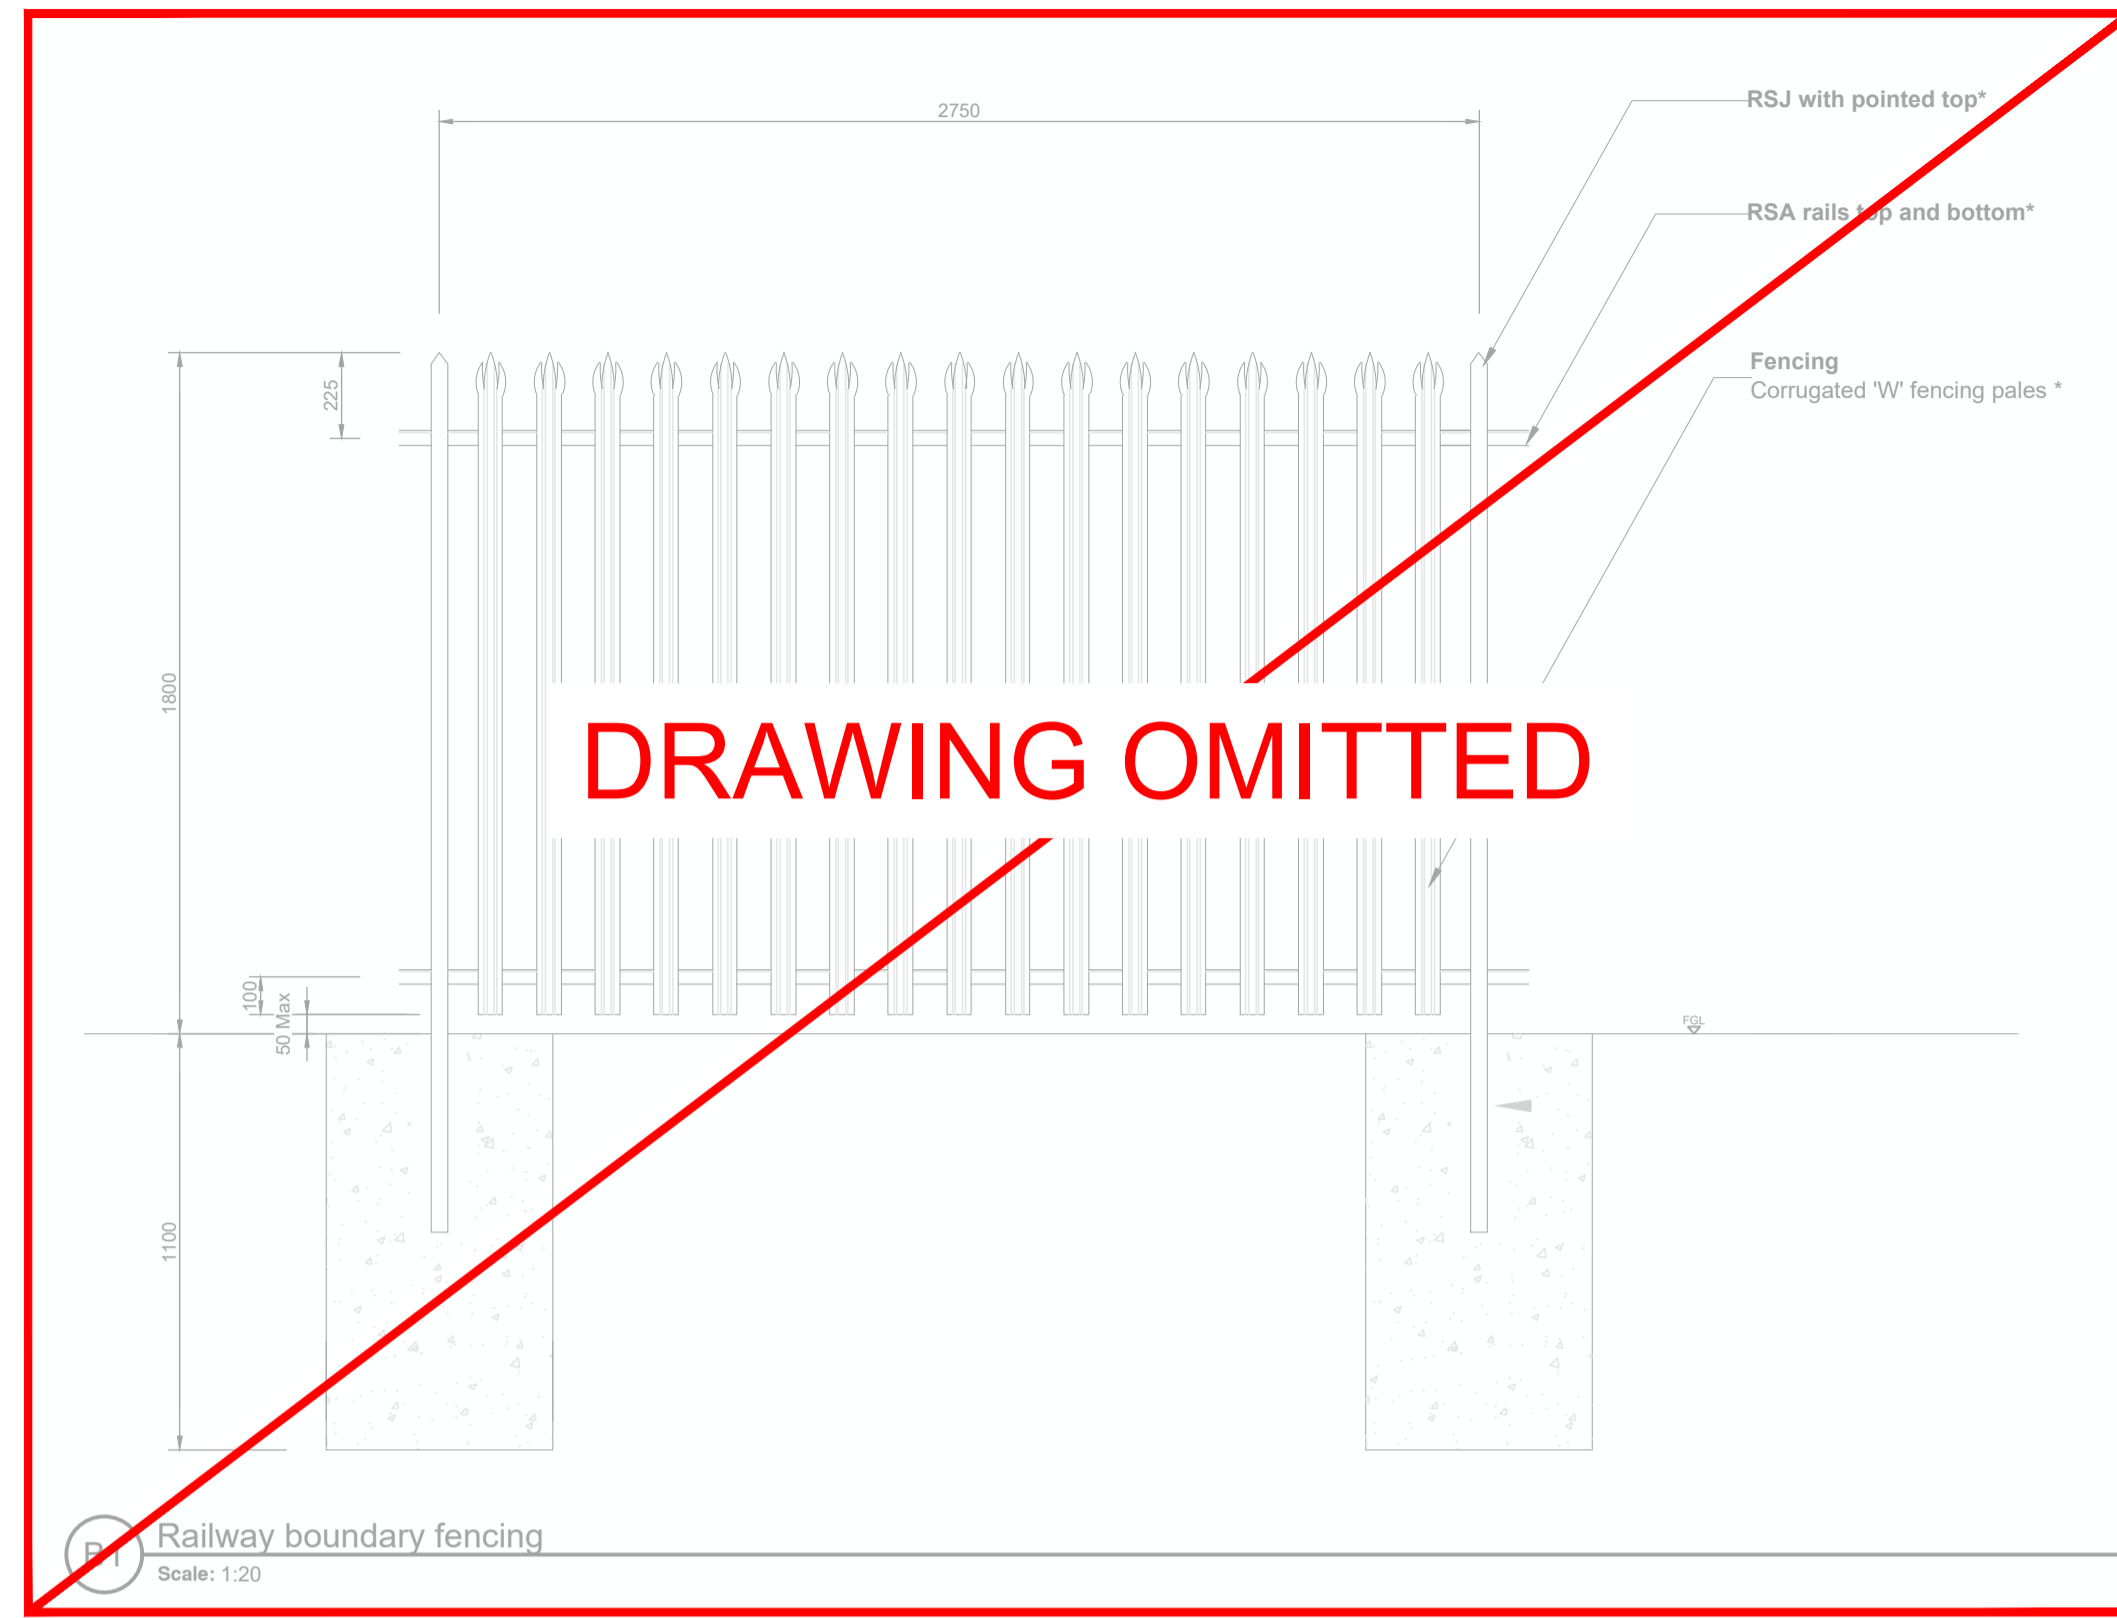 2750
RSJ with pointed top*
RSA rails top and bottom*
Fencing
Corrugated 'W' fencing pales *
225
1800
DRAWING OMITTED
100
50 Max
FGL
1100
B1
Railway boundary fencing
Scale: 1:20